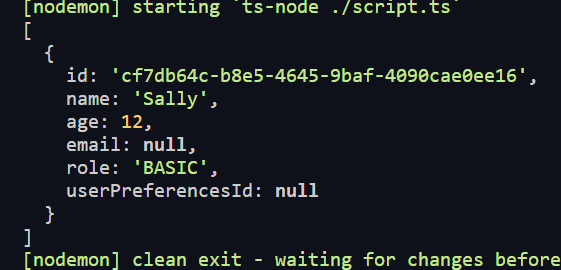 [nodemon] starting `ts-node ./script.ts`
[
  {
    id: 'cf7db64c-b8e5-4645-9baf-4090cae0ee16',
    name: 'Sally',
    age: 12,
    email: null,
    role: 'BASIC',
    userPreferencesId: null
  }
]
[nodemon] clean exit - waiting for changes before